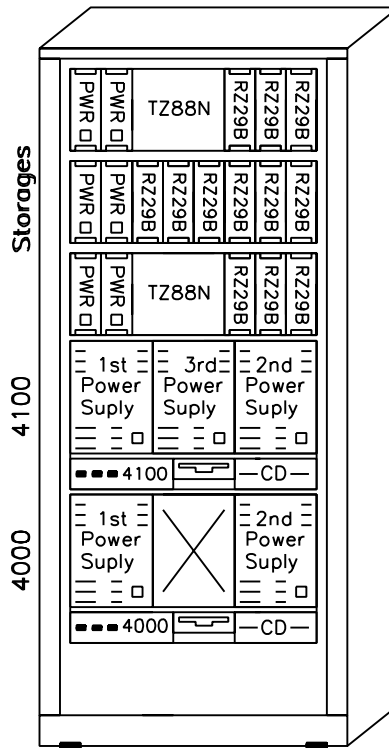 Storages
PWR PWR TZ88N RZ29B RZ29B RZ29B
PWR PWR RZ29B RZ29B RZ29B RZ29B RZ29B RZ29B
PWR PWR TZ88N RZ29B RZ29B RZ29B
4100
1st Power Suply
3rd Power Suply
2nd Power Suply
4100 CD
4000
1st Power Suply
2nd Power Suply
4000 CD